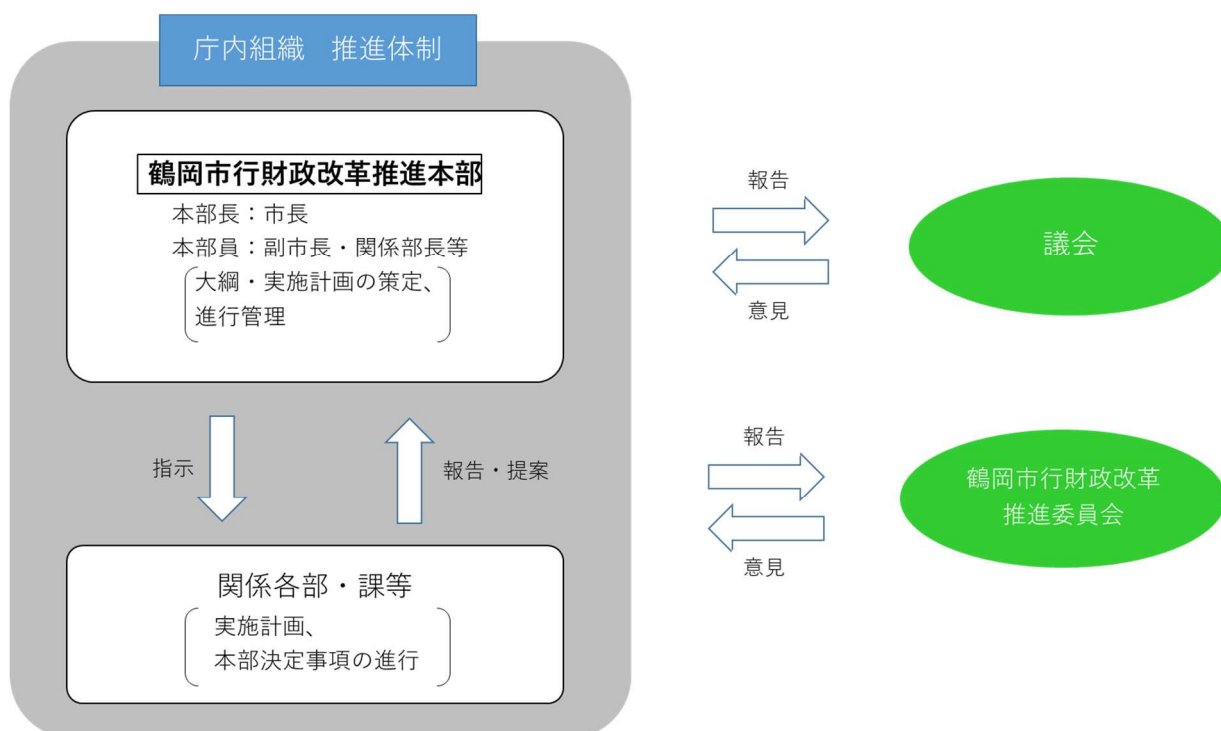 庁内組織　推進体制
鶴岡市行財政改革推進本部
本部長：市長
本部員：副市長・関係部長等
大綱・実施計画の策定、
進行管理
指示
報告・提案
関係各部・課等
実施計画、
本部決定事項の進行
報告
意見
議会
報告
意見
鶴岡市行財政改革
推進委員会